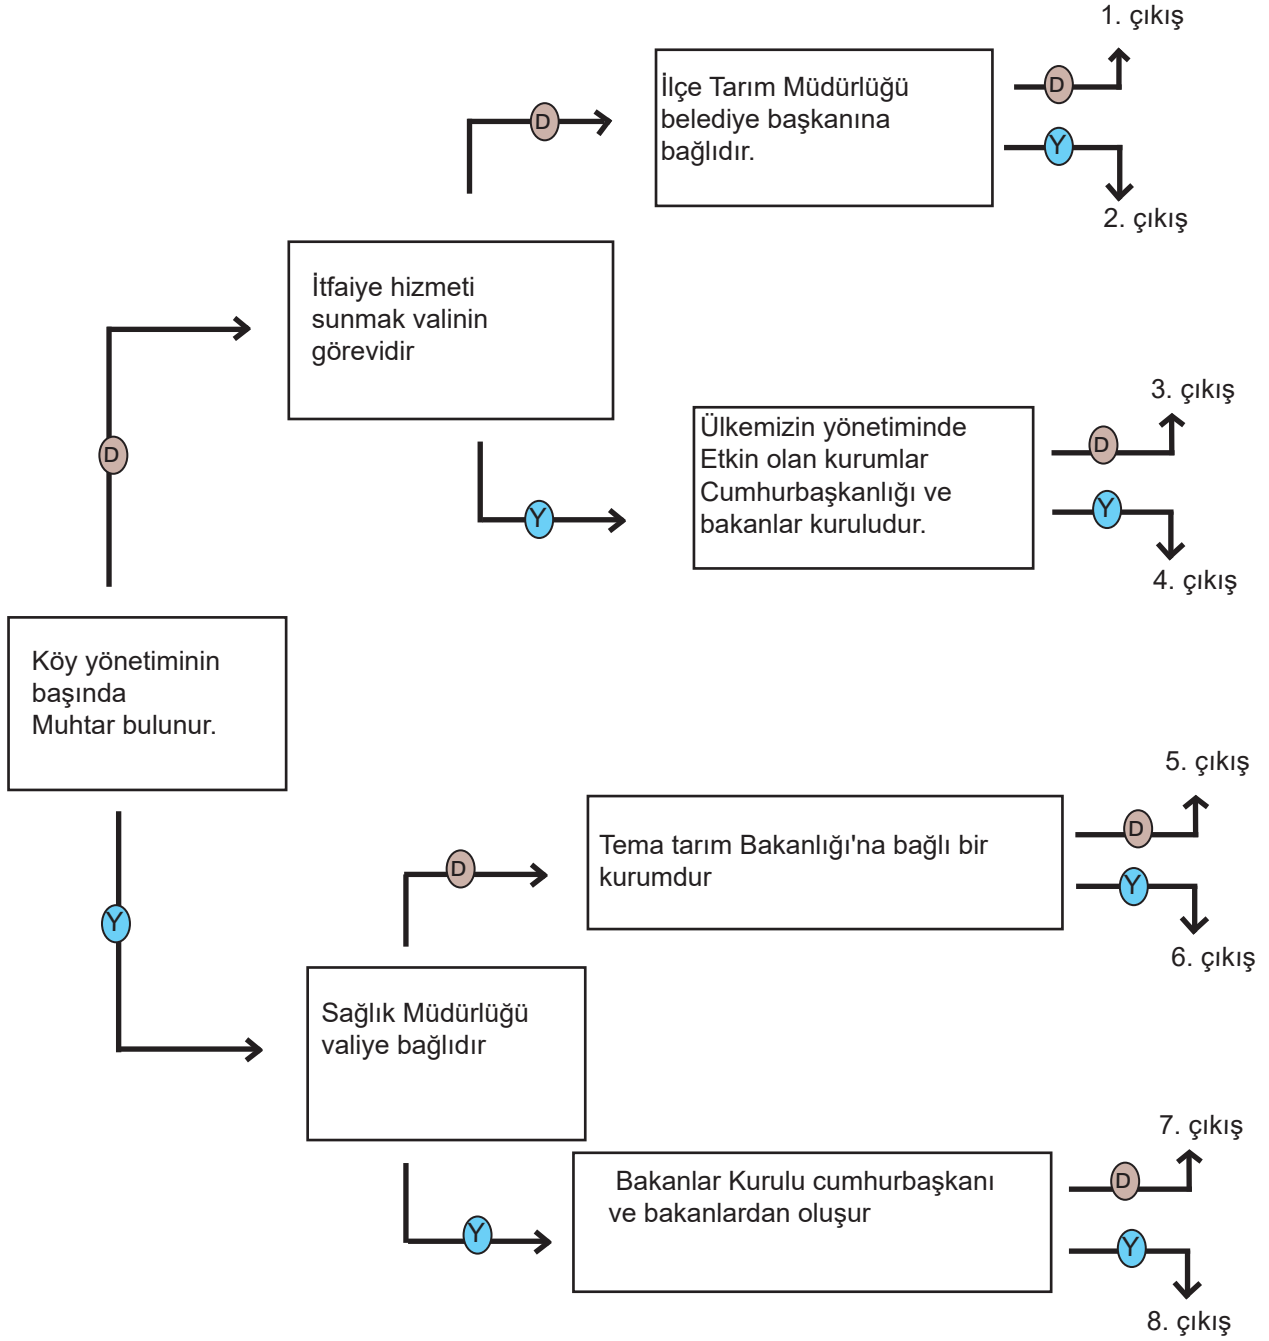 1. çıkış
D
İlçe Tarım Müdürlüğü
belediye başkanına
bağlıdır.
D
Y
2. çıkış
İtfaiye hizmeti
sunmak valinin
görevidir
3. çıkış
D
Ülkemizin yönetiminde
Etkin olan kurumlar
Cumhurbaşkanlığı ve
bakanlar kuruludur.
D
Y
Y
4. çıkış
Köy yönetiminin
başında
Muhtar bulunur.
5. çıkış
D
Tema tarım Bakanlığı'na bağlı bir
kurumdur
D
Y
Y
6. çıkış
Sağlık Müdürlüğü
valiye bağlıdır
7. çıkış
Bakanlar Kurulu cumhurbaşkanı
ve bakanlardan oluşur
D
Y
Y
8. çıkış